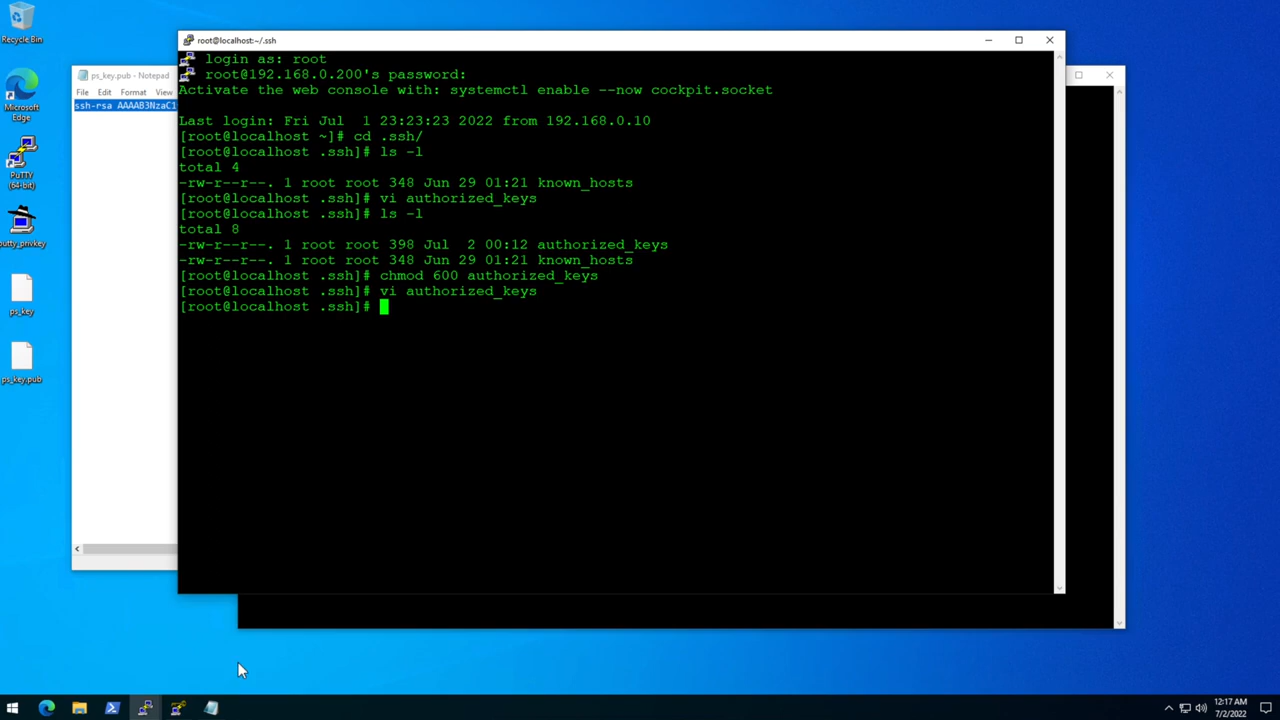 Recycle Bin
Microsoft
Edge
PuTTY
(64-bit)
putty_privkey
ps_key
ps_key.pub
ps_key.pub - Notepad
File Edit Format View
ssh-rsa AAAAB3NzaC1
root@localhost:~/.ssh
login as: root
root@192.168.0.200's password:
Activate the web console with: systemctl enable --now cockpit.socket
Last login: Fri Jul  1 23:23:23 2022 from 192.168.0.10
[root@localhost ~]# cd .ssh/
[root@localhost .ssh]# ls -l
total 4
-rw-r--r--. 1 root root 348 Jun 29 01:21 known_hosts
[root@localhost .ssh]# vi authorized_keys
[root@localhost .ssh]# ls -l
total 8
-rw-r--r--. 1 root root 398 Jul  2 00:12 authorized_keys
-rw-r--r--. 1 root root 348 Jun 29 01:21 known_hosts
[root@localhost .ssh]# chmod 600 authorized_keys
[root@localhost .ssh]# vi authorized_keys
[root@localhost .ssh]#
12:17 AM
7/2/2022